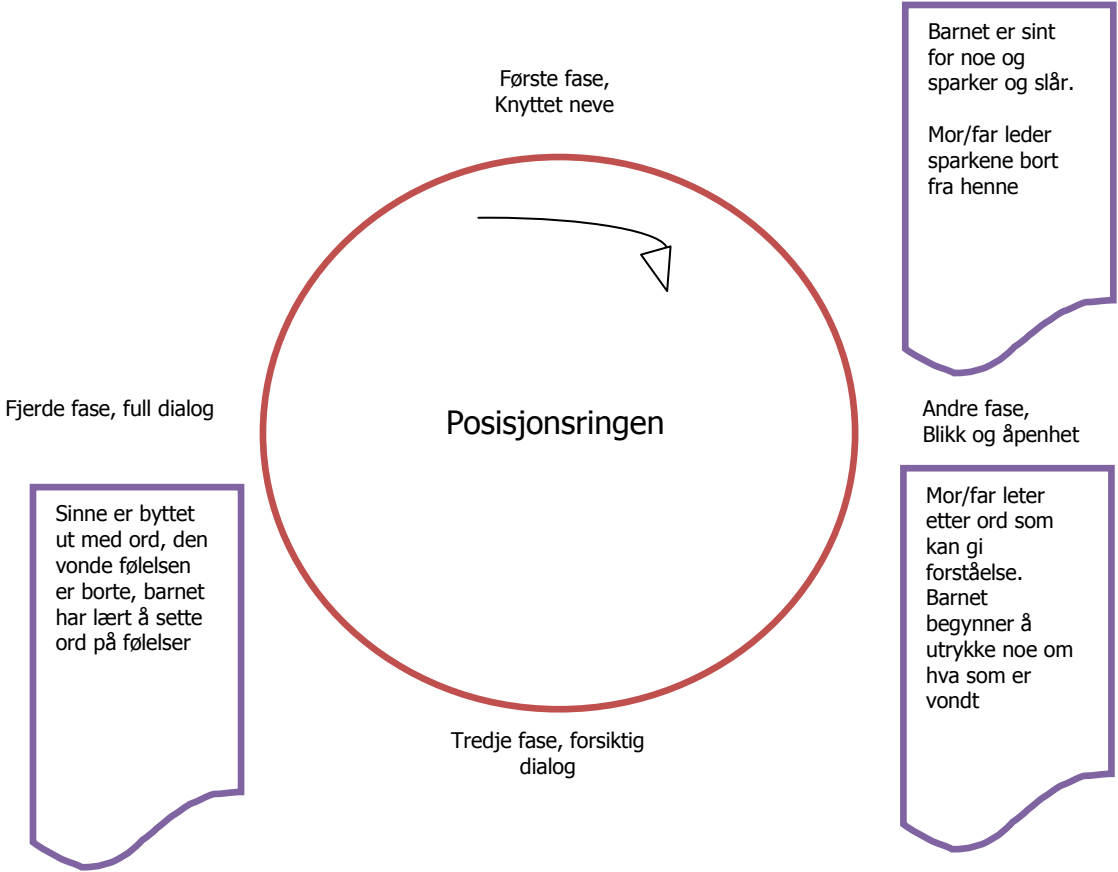 Første fase,
Knyttet neve
Barnet er sint
for noe og
sparker og slår.
Mor/far leder
sparkene bort
fra henne
Posisjonsringen
Andre fase,
Blikk og åpenhet
Mor/far leter
etter ord som
kan gi
forståelse.
Barnet
begynner å
utrykke noe om
hva som er
vondt
Tredje fase, forsiktig
dialog
Fjerde fase, full dialog
Sinne er byttet
ut med ord, den
vonde følelsen
er borte, barnet
har lært å sette
ord på følelser